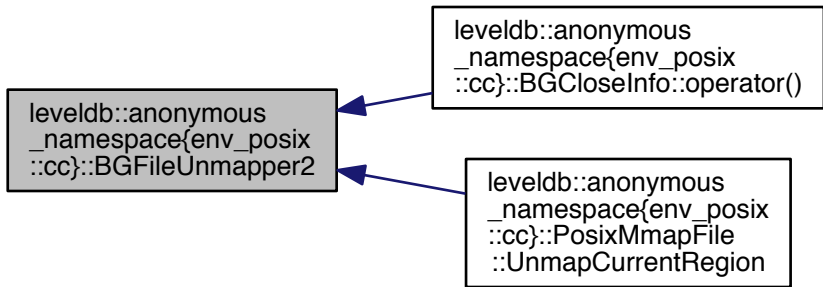 leveldb::anonymous
_namespace{env_posix
::cc}::BGFileUnmapper2
leveldb::anonymous
_namespace{env_posix
::cc}::BGCloseInfo::operator()
leveldb::anonymous
_namespace{env_posix
::cc}::PosixMmapFile
::UnmapCurrentRegion